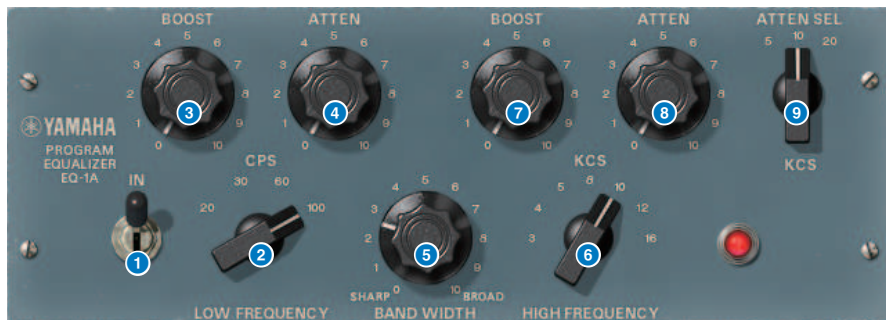 BOOST ATTEN BOOST ATTEN ATTEN SEL
0 1 2 3 4 5 6 7 8 9 10
0 1 2 3 4 5 6 7 8 9 10
0 1 2 3 4 5 6 7 8 9 10
0 1 2 3 4 5 6 7 8 9 10
5 10 20
3 4 7 8 9
YAMAHA
PROGRAM
EQUALIZER
EQ-1A
CPS KCS KCS
IN
20 30 60 100
0 1 2 3 4 5 6 7 8 9 10
3 4 5 8 10 12 16
1 2 5 6
SHARP BROAD
LOW FREQUENCY BAND WIDTH HIGH FREQUENCY